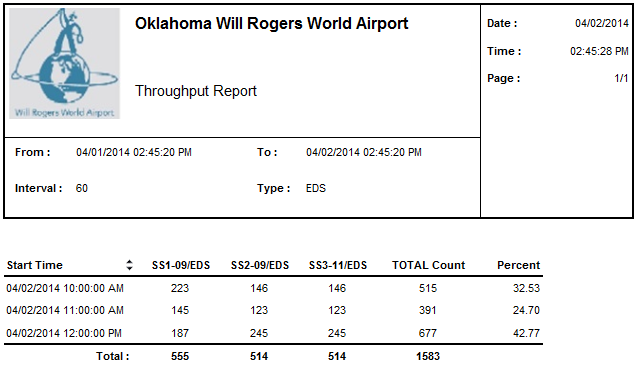 Oklahoma Will Rogers World Airport
Throughput Report
Will Rogers World Airport.
Date : 04/02/2014
Time : 02:45:28 PM
Page : 1/1
From : 04/01/2014 02:45:20 PM To : 04/02/2014 02:45:20 PM
Interval : 60 Type : EDS
Start Time SS1-09/EDS SS2-09/EDS SS3-11/EDS TOTAL Count Percent
04/02/2014 10:00:00 AM 223 146 146 515 32.53
04/02/2014 11:00:00 AM 145 123 123 391 24.70
04/02/2014 12:00:00 PM 187 245 245 677 42.77
Total : 555 514 514 1583